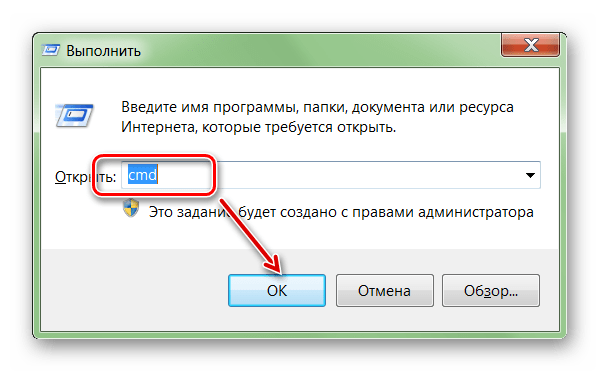 Выполнить
Введите имя программы, папки, документа или ресурса
Интернета, которые требуется открыть.
Открыть: cmd
Это задание будет создано с правами администратора
ОК Отмена Обзор...